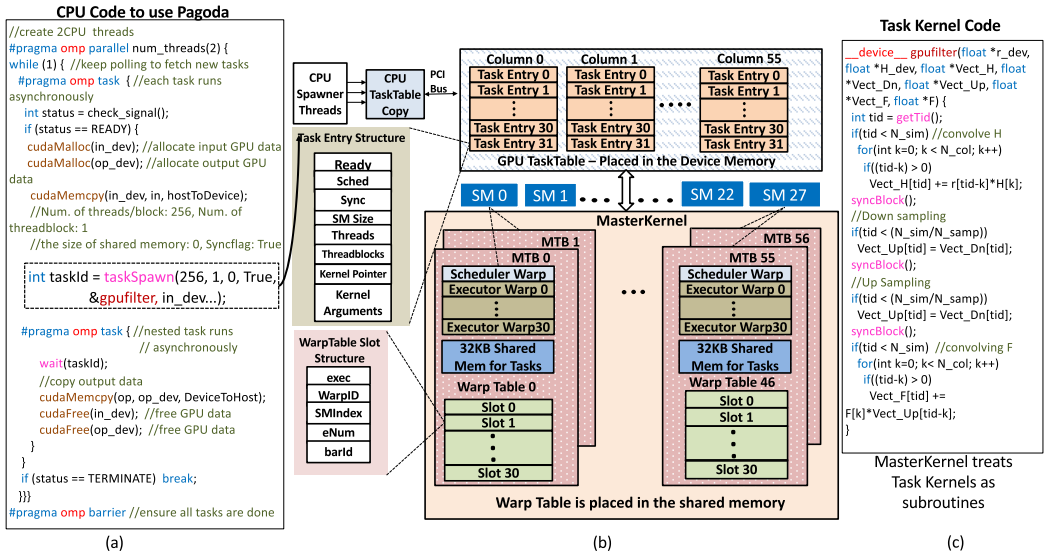 CPU Code to use Pagoda
//create 2CPU threads
#pragma omp parallel num_threads(2) {
while (1) { //keep polling to fetch new tasks
#pragma omp task { //each task runs
asynchronously
int status = check_signal();
if (status == READY) {
cudaMalloc(in_dev); //allocate input GPU data
cudaMalloc(op_dev); //allocate output GPU
data
cudaMemcpy(in_dev, in, hostToDevice);
//Num. of threads/block: 256, Num. of
threadblock: 1
//the size of shared memory: 0, Syncflag: True
int taskId = taskSpawn(256, 1, 0, True,
&gpufilter, in_dev...);
#pragma omp task { //nested task runs
// asynchronously
wait(taskId);
//copy output data
cudaMemcpy(op, op_dev, DeviceToHost);
cudaFree(in_dev); //free GPU data
cudaFree(op_dev); //free GPU data
}
}
if (status == TERMINATE) break;
}}}
#pragma omp barrier //ensure all tasks are done
(a)
CPU
Spawner
Threads
CPU
TaskTable
Copy
PCI
Bus
Column 0
Task Entry 0
Task Entry 1
Task Entry 30
Task Entry 31
Column 1
Task Entry 0
Task Entry 1
Task Entry 30
Task Entry 31
Column 55
Task Entry 0
Task Entry 1
Task Entry 30
Task Entry 31
GPU TaskTable – Placed in the Device Memory
Task Entry Structure
Ready
Sched
Sync
SM Size
Threads
Threadblocks
Kernel Pointer
Kernel
Arguments
WarpTable Slot
Structure
exec
WarpID
SMIndex
eNum
barId
SM 0
SM 1
SM 22
SM 27
MasterKernel
MTB 1
MTB 0
Scheduler Warp
Executor Warp 0
Executor Warp30
32KB Shared
Mem for Tasks
Warp Table 0
Slot 0
Slot 1
Slot 30
MTB 56
MTB 55
Scheduler Warp
Executor Warp 0
Executor Warp30
32KB Shared
Mem for Tasks
Warp Table 46
Slot 0
Slot 1
Slot 30
Warp Table is placed in the shared memory
(b)
Task Kernel Code
__device__ gpufilter(float *r_dev,
float *H_dev, float *Vect_H, float
*Vect_Dn, float *Vect_Up, float
*Vect_F, float *F) {
int tid = getTid();
if(tid < N_sim) //convolve H
for(int k=0; k < N_col; k++)
if((tid-k) > 0)
Vect_H[tid] += r[tid-k]*H[k];
syncBlock();
//Down sampling
if(tid < (N_sim/N_samp))
Vect_Up[tid] = Vect_Dn[tid];
syncBlock();
//Up Sampling
if(tid < (N_sim/N_samp))
Vect_Up[tid] = Vect_Dn[tid];
syncBlock();
if(tid < N_sim) //convolving F
for(int k=0; k< N_col; k++)
if((tid-k) > 0)
Vect_F[tid] +=
F[k]*Vect_Up[tid-k];
}
MasterKernel treats
Task Kernels as
subroutines
(c)